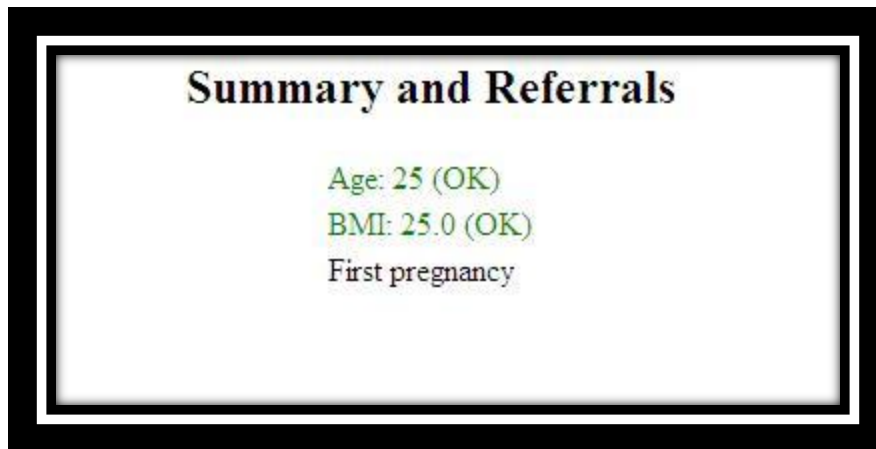 Summary and Referrals
Age: 25 (OK)
BMI: 25.0 (OK)
First pregnancy